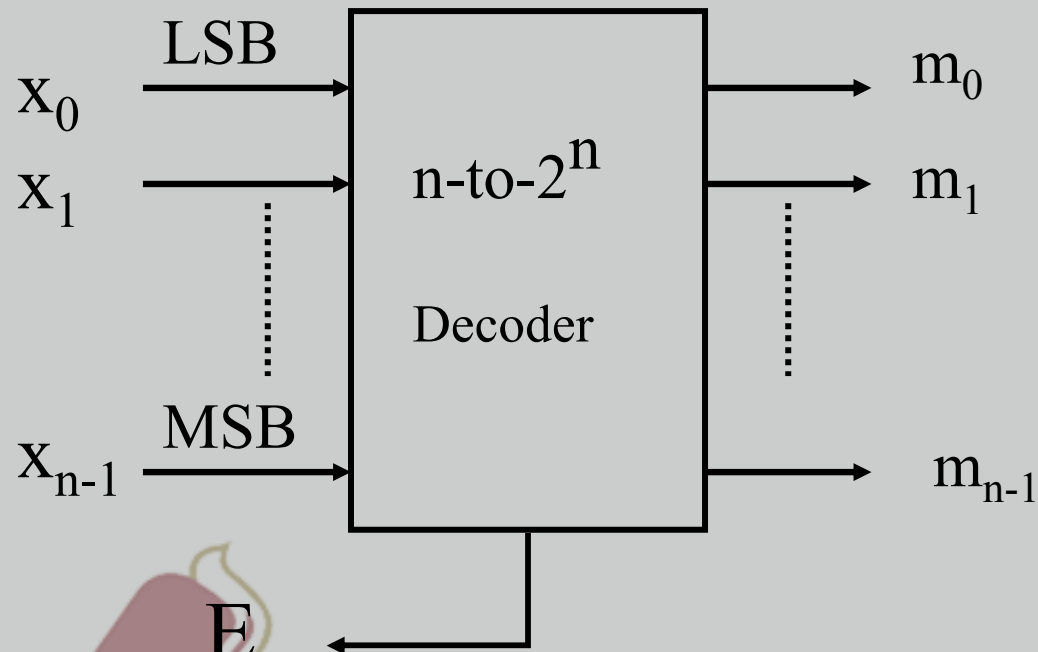 LSB
x₀
m₀
x₁
n-to-2ⁿ
m₁
Decoder
MSB
xₙ₋₁
mₙ₋₁
E